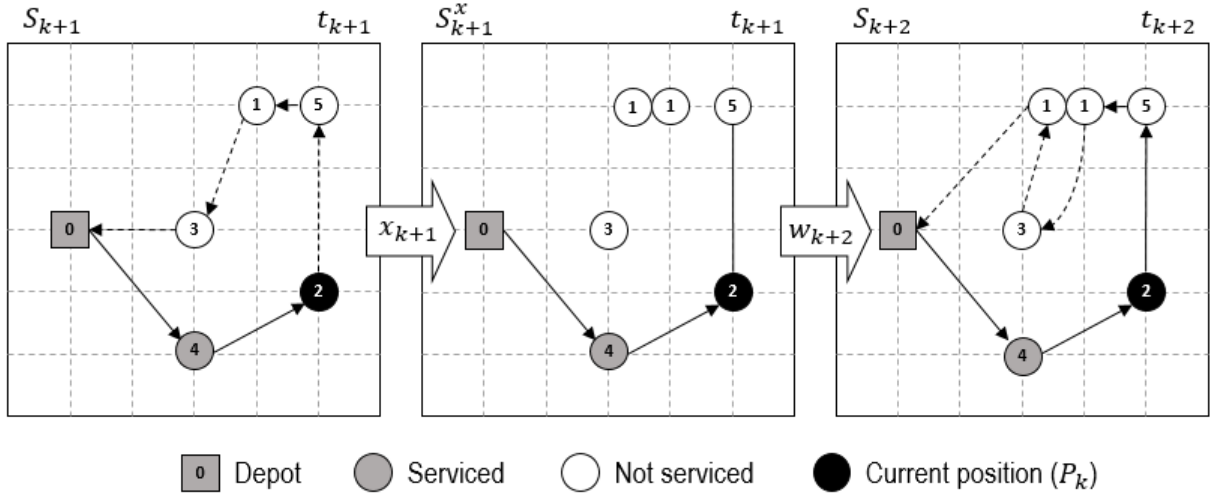 S_{k+1} t_{k+1} S^x_{k+1} t_{k+1} S_{k+2} t_{k+2}
1 5 1 1 5 1 1 5
0 3 x_{k+1} 0 3 w_{k+2} 0 3
2 2 2
4 4 4
0 Depot Serviced Not serviced Current position (P_k)